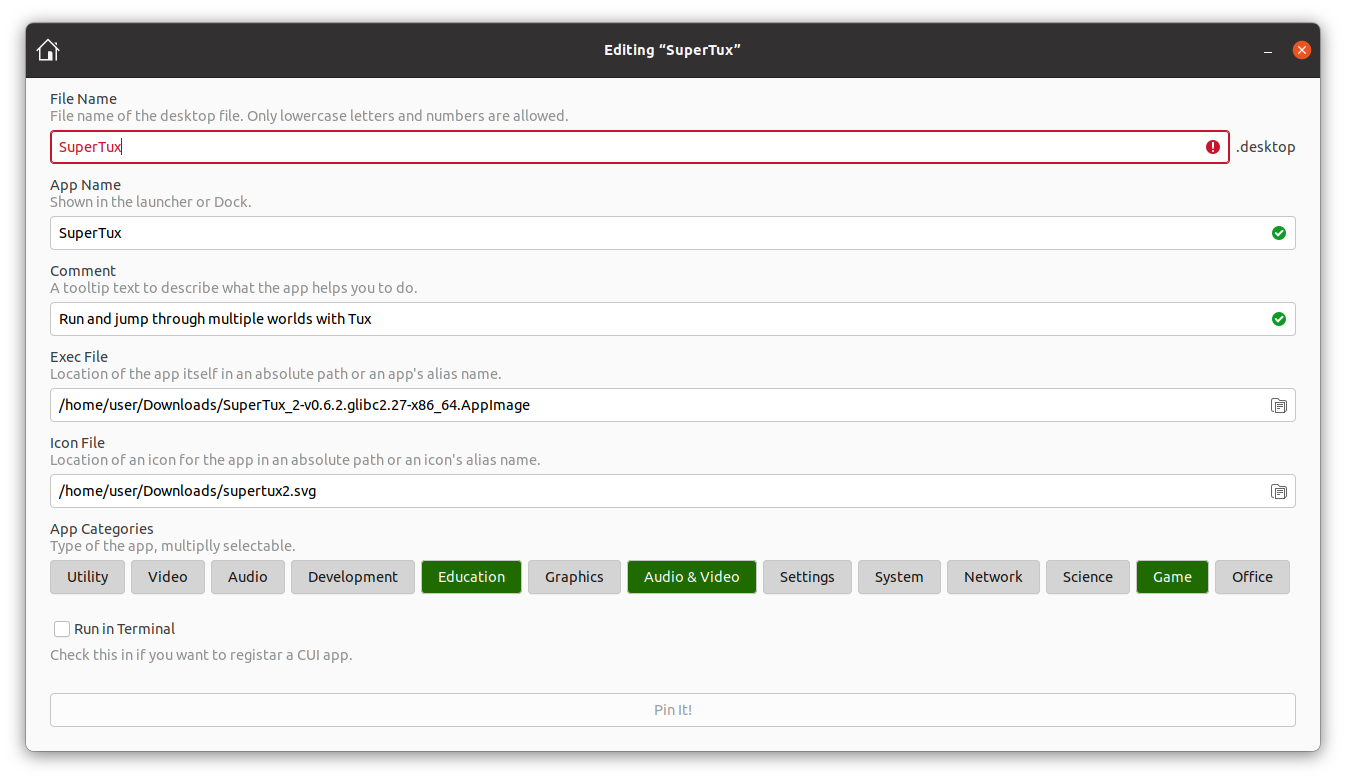 Editing “SuperTux”
File Name
File name of the desktop file. Only lowercase letters and numbers are allowed.
SuperTux
.desktop
App Name
Shown in the launcher or Dock.
SuperTux
Comment
A tooltip text to describe what the app helps you to do.
Run and jump through multiple worlds with Tux
Exec File
Location of the app itself in an absolute path or an app's alias name.
/home/user/Downloads/SuperTux_2-v0.6.2.glibc2.27-x86_64.AppImage
Icon File
Location of an icon for the app in an absolute path or an icon's alias name.
/home/user/Downloads/supertux2.svg
App Categories
Type of the app, multiplly selectable.
Utility Video Audio Development Education Graphics Audio & Video Settings System Network Science Game Office
Run in Terminal
Check this in if you want to registar a CUI app.
Pin It!